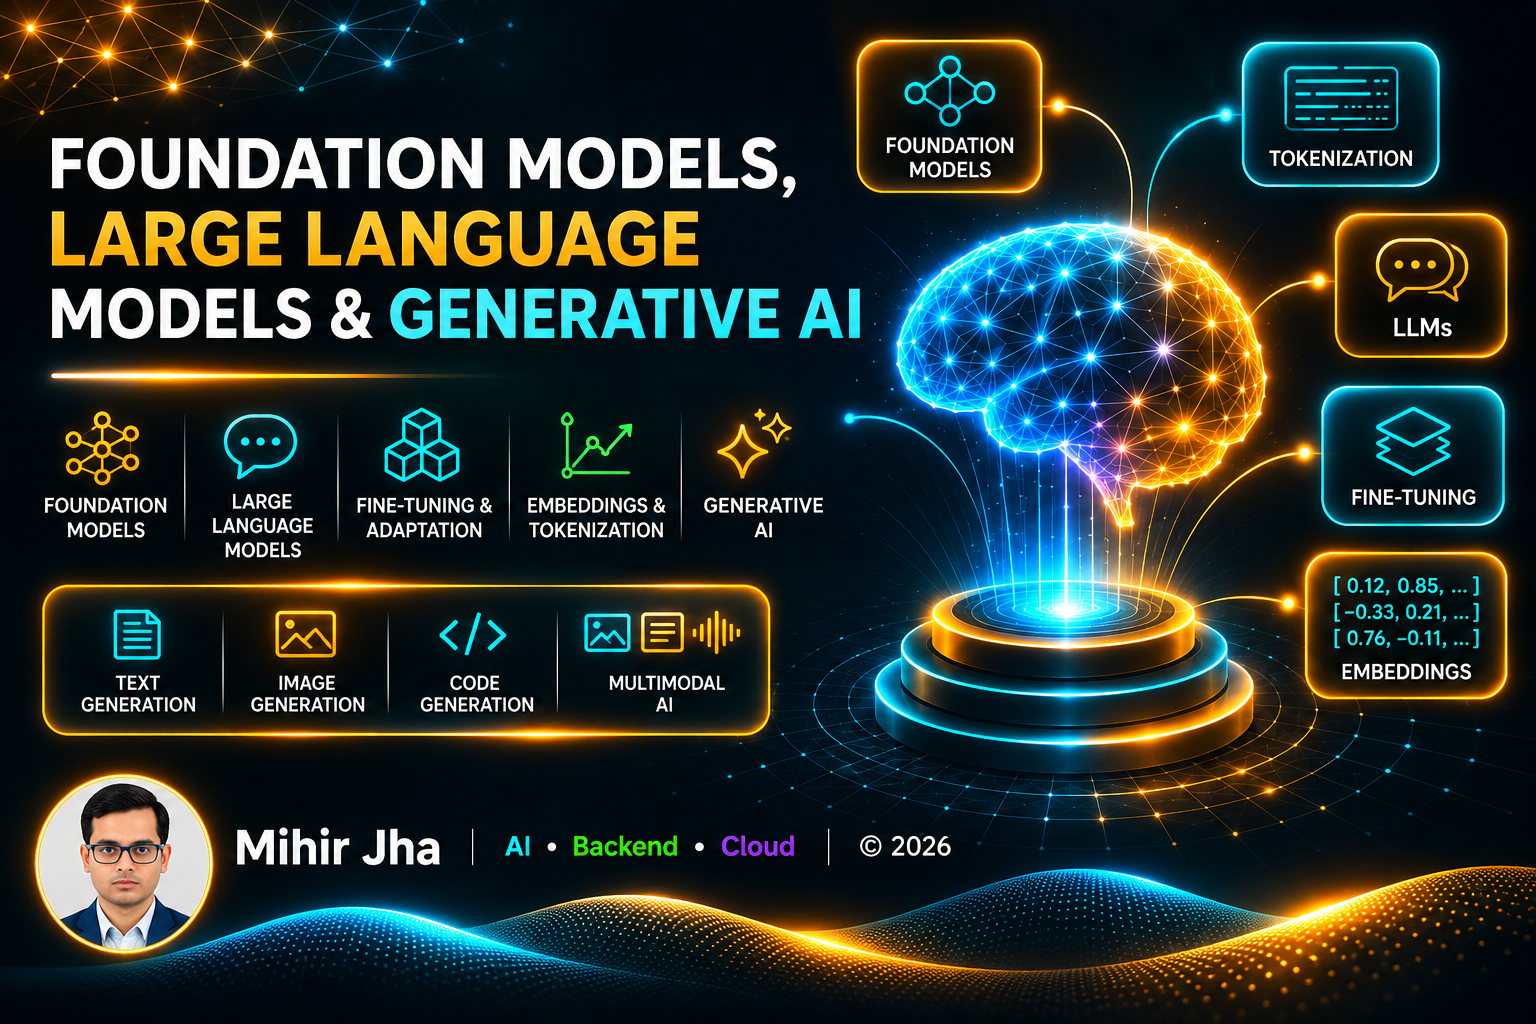 FOUNDATION MODELS,
LARGE LANGUAGE
MODELS & GENERATIVE AI
FOUNDATION
MODELS
LARGE
LANGUAGE
MODELS
FINE-TUNING &
ADAPTATION
EMBEDDINGS &
TOKENIZATION
GENERATIVE
AI
TEXT
GENERATION
IMAGE
GENERATION
</>
CODE
GENERATION
MULTIMODAL
AI
FOUNDATION
MODELS
TOKENIZATION
LLMs
FINE-TUNING
[ 0.12, 0.85, ... ]
[ −0.33, 0.21, ... ]
[ 0.76, −0.11, ... ]
EMBEDDINGS
Mihir Jha | AI • Backend • Cloud | © 2026